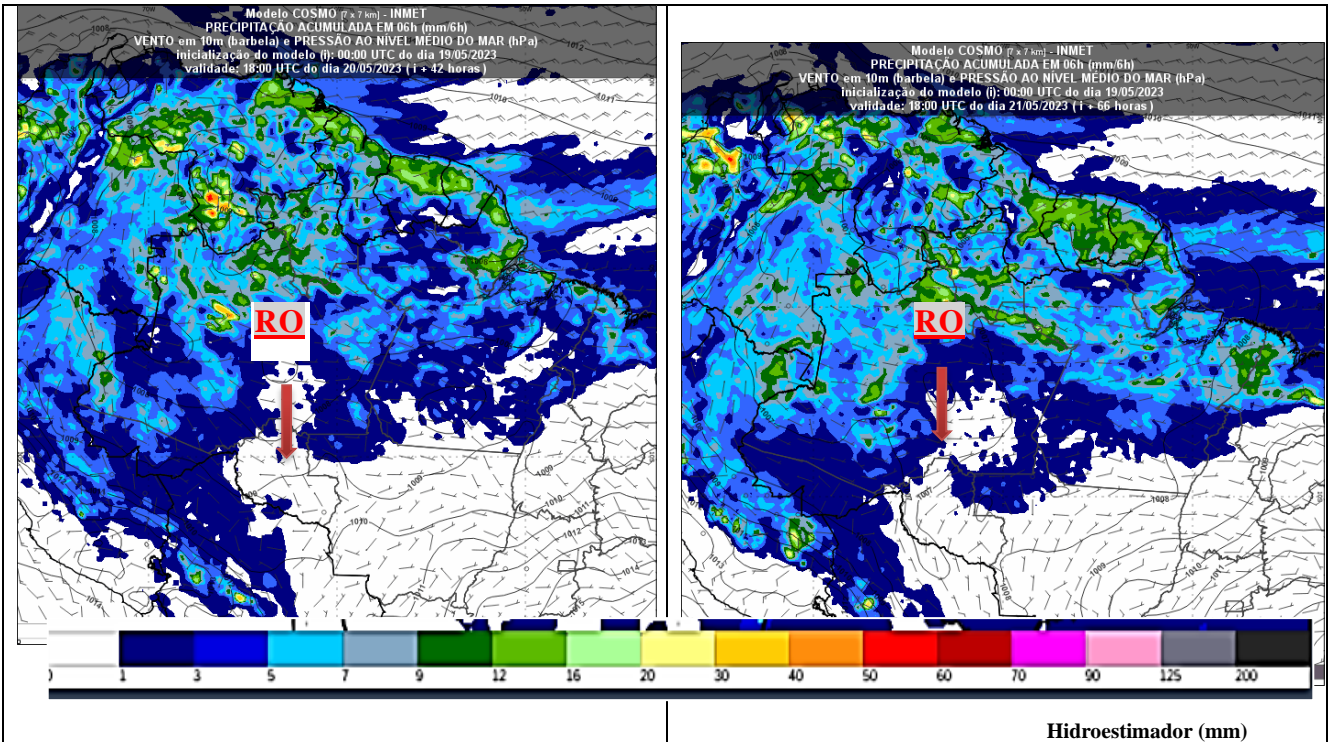 Modelo COSMO [7 x 7 km] - INMET
PRECIPITAÇÃO ACUMULADA EM 06h (mm/6h)
VENTO em 10m (barbela) e PRESSÃO AO NÍVEL MÉDIO DO MAR (hPa)
inicialização do modelo (i): 00:00 UTC do dia 19/05/2023
validade: 18:00 UTC do dia 20/05/2023 ( i + 42 horas )
RO
Modelo COSMO [7 x 7 km] - INMET
PRECIPITAÇÃO ACUMULADA EM 06h (mm/6h)
VENTO em 10m (barbela) e PRESSÃO AO NÍVEL MÉDIO DO MAR (hPa)
inicialização do modelo (i): 00:00 UTC do dia 19/05/2023
validade: 18:00 UTC do dia 21/05/2023 ( i + 66 horas )
RO
1 3 5 7 9 12 16 20 30 40 50 60 70 90 125 200
Hidroestimador (mm)